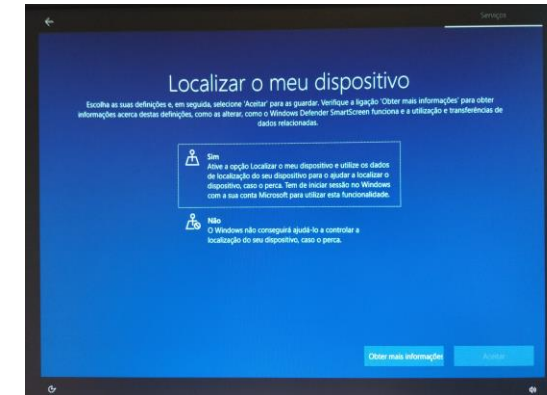 Serviços
Localizar o meu dispositivo
Escolha as suas definições e, em seguida, selecione 'Aceitar' para as guardar. Verifique a ligação 'Obter mais informações' para obter
informações acerca destas definições, como as alterar, como o Windows Defender SmartScreen funciona e a utilização e transferências de
dados relacionadas.
Sim
Ative a opção Localizar o meu dispositivo e utilize os dados
de localização do seu dispositivo para o ajudar a localizar o
dispositivo, caso o perca. Tem de iniciar sessão no Windows
com a sua conta Microsoft para utilizar esta funcionalidade.
Não
O Windows não conseguirá ajudá-lo a controlar a
localização do seu dispositivo, caso o perca.
Obter mais informações
Aceitar